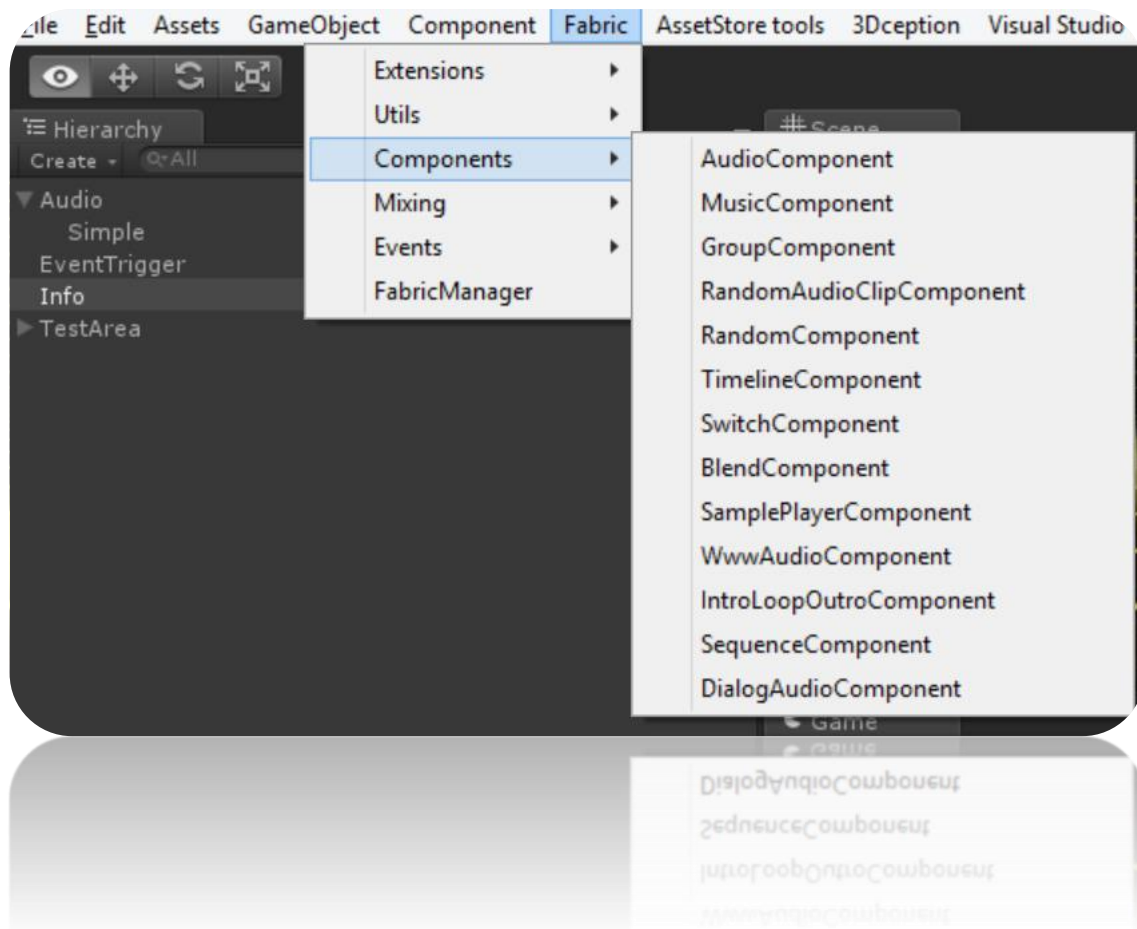 File Edit Assets GameObject Component Fabric AssetStore tools 3Dception Visual Studio
Extensions
Utils
Components
Mixing
Events
FabricManager
Hierarchy
Create All
Audio
Simple
EventTrigger
Info
TestArea
Scene
AudioComponent
MusicComponent
GroupComponent
RandomAudioClipComponent
RandomComponent
TimelineComponent
SwitchComponent
BlendComponent
SamplePlayerComponent
WwwAudioComponent
IntroLoopOutroComponent
SequenceComponent
DialogAudioComponent
Game